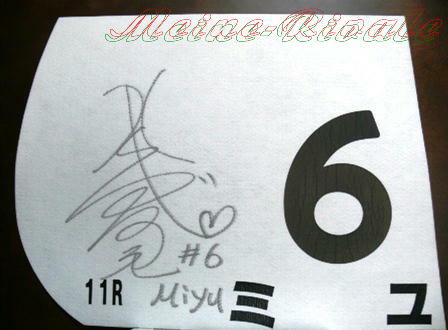 Meine-Rivale
6
#6
11R Miyu ミユ